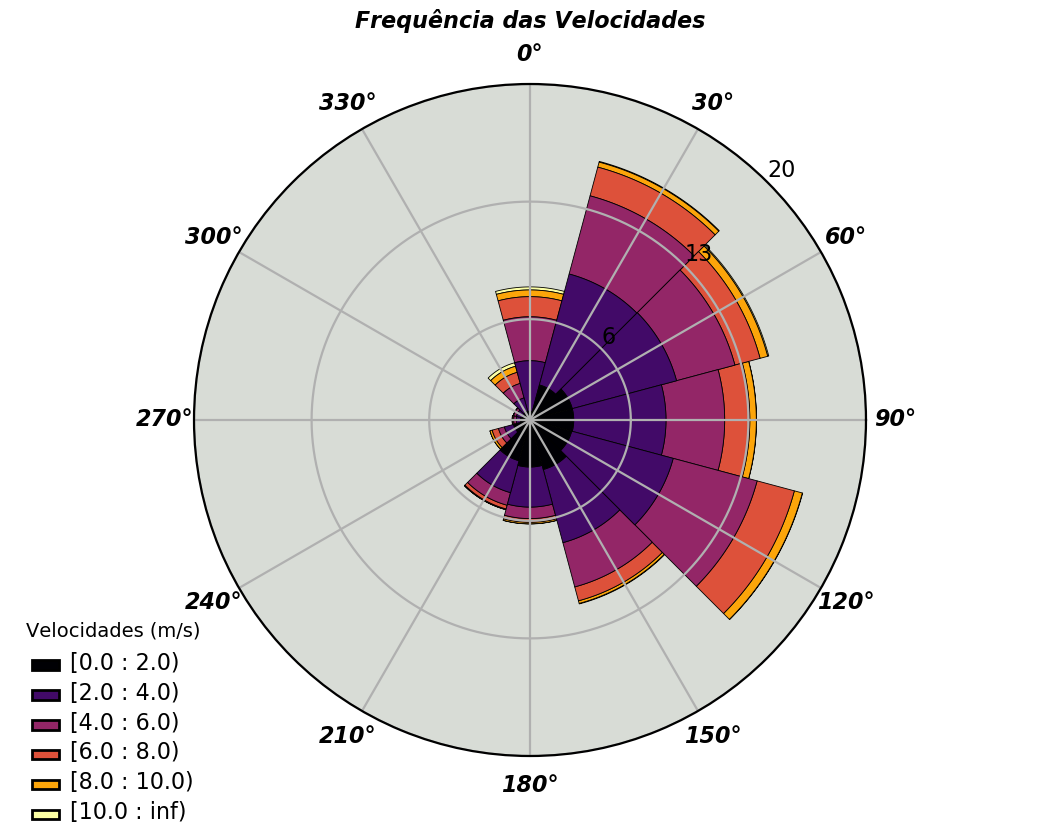 Frequência das Velocidades
0°
330°
30°
20
300°
60°
13
6
270°
90°
240°
120°
210°
150°
180°
Velocidades (m/s)
[0.0 : 2.0)
[2.0 : 4.0)
[4.0 : 6.0)
[6.0 : 8.0)
[8.0 : 10.0)
[10.0 : inf)